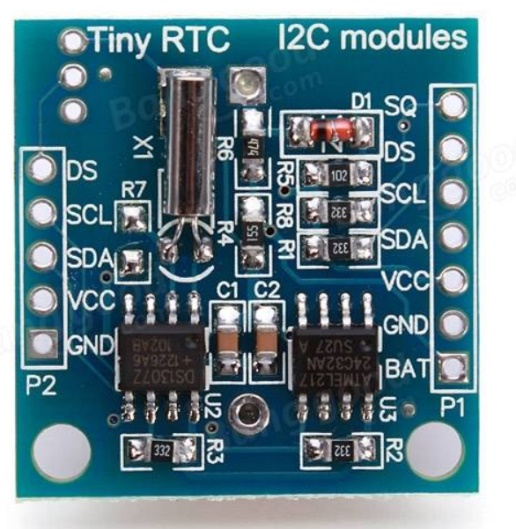 Tiny RTC
I2C modules
SQ
DS
SCL
SDA
VCC
GND
BAT
P1
DS
SCL
SDA
VCC
GND
P2
X1
R7
R6
474
R4
155
D1
R5
102
R8
332
R1
332
C1
C2
DS1307Z
+1226A6
102AB
U2
ATMEL217
24C32AN
SU27 A
U3
332
R3
332
R2